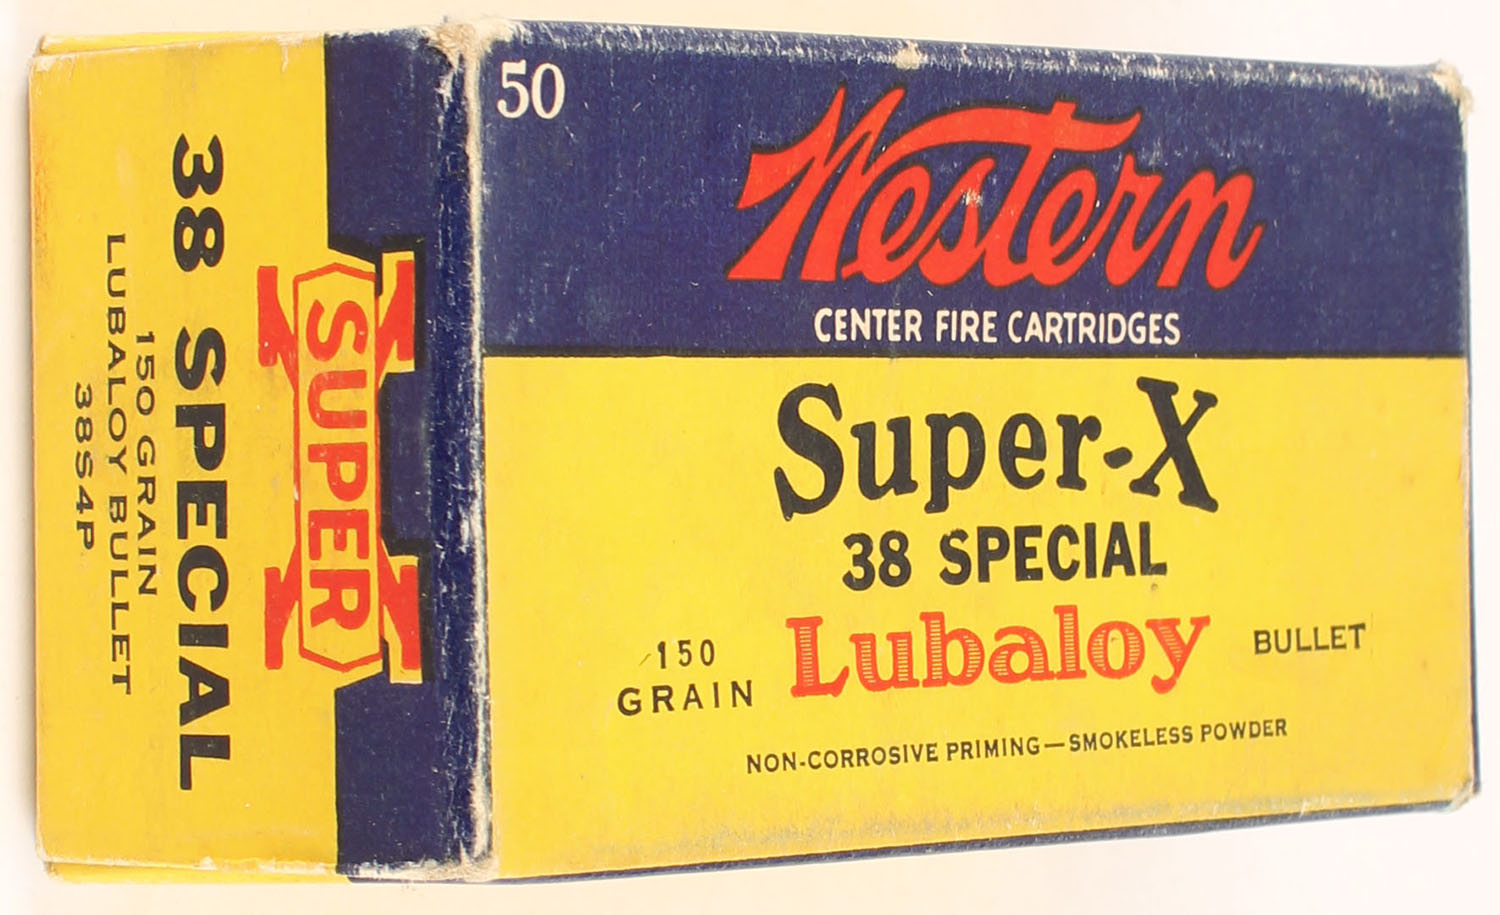 50
Western
CENTER FIRE CARTRIDGES
Super-X
38 SPECIAL
150
GRAIN
Lubaloy
BULLET
NON-CORROSIVE PRIMING—SMOKELESS POWDER
SUPER
X
38 SPECIAL
150 GRAIN
LUBALOY BULLET
38S4P